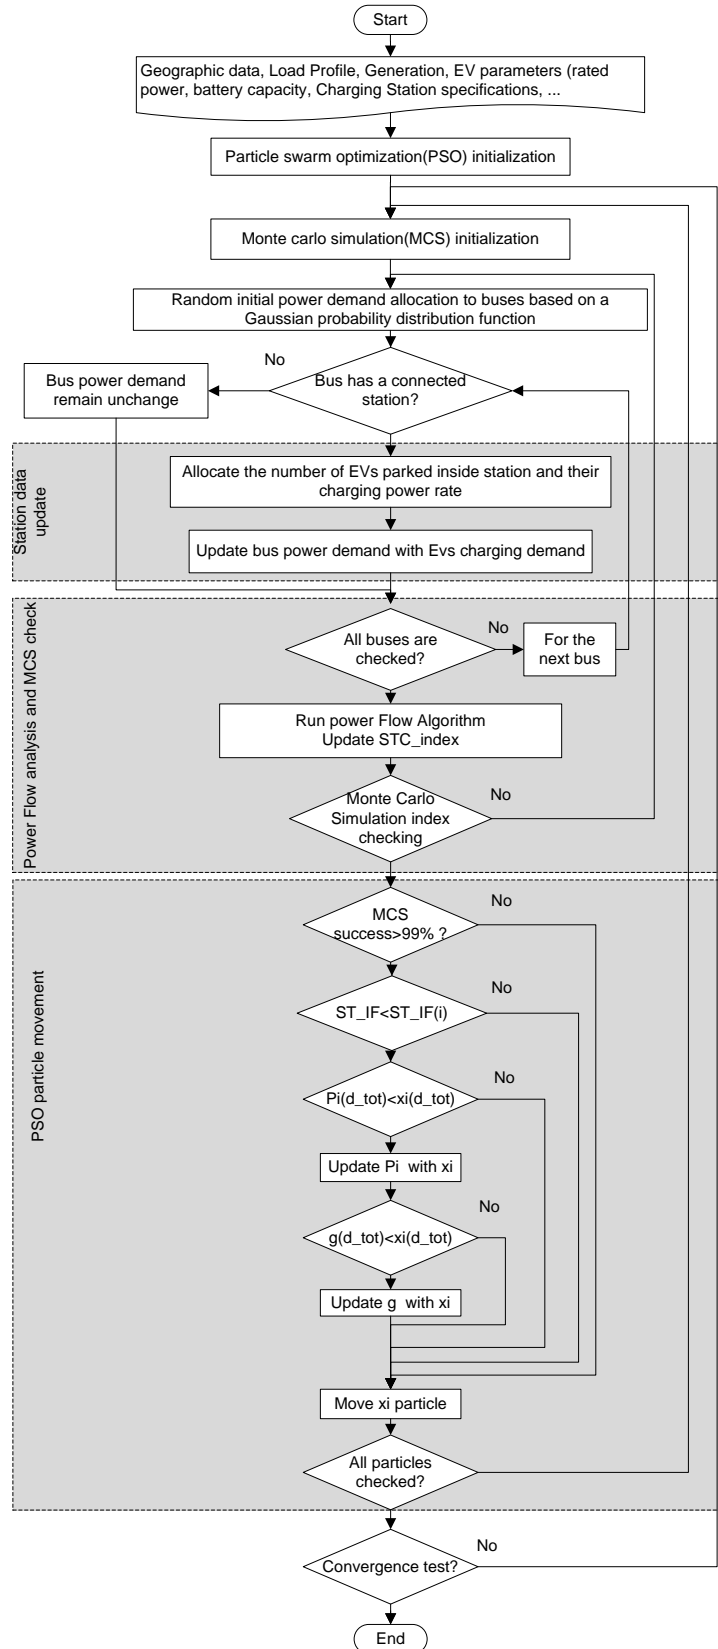 Start
Geographic data, Load Profile, Generation, EV parameters (rated
power, battery capacity, Charging Station specifications, ...
Particle swarm optimization(PSO) initialization
Monte carlo simulation(MCS) initialization
Random initial power demand allocation to buses based on a
Gaussian probability distribution function
No
Bus has a connected
station?
Bus power demand
remain unchange
Station data
update
Allocate the number of EVs parked inside station and their
charging power rate
Update bus power demand with Evs charging demand
Power Flow analysis and MCS check
All buses are
checked?
No
For the
next bus
Run power Flow Algorithm
Update STC_index
Monte Carlo
Simulation index
checking
No
PSO particle movement
MCS
success>99% ?
No
ST_IF<ST_IF(i)
No
Pi(d_tot)<xi(d_tot)
No
Update Pi  with xi
g(d_tot)<xi(d_tot)
No
Update g  with xi
Move xi particle
All particles
checked?
Convergence test?
No
End